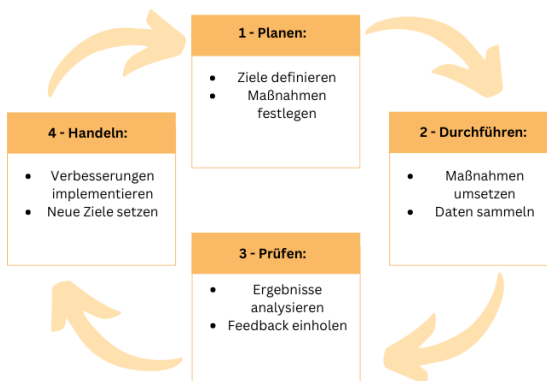 1 - Planen:
• Ziele definieren
• Maßnahmen
festlegen
2 - Durchführen:
• Maßnahmen
umsetzen
• Daten sammeln
3 - Prüfen:
• Ergebnisse
analysieren
• Feedback einholen
4 - Handeln:
• Verbesserungen
implementieren
• Neue Ziele setzen